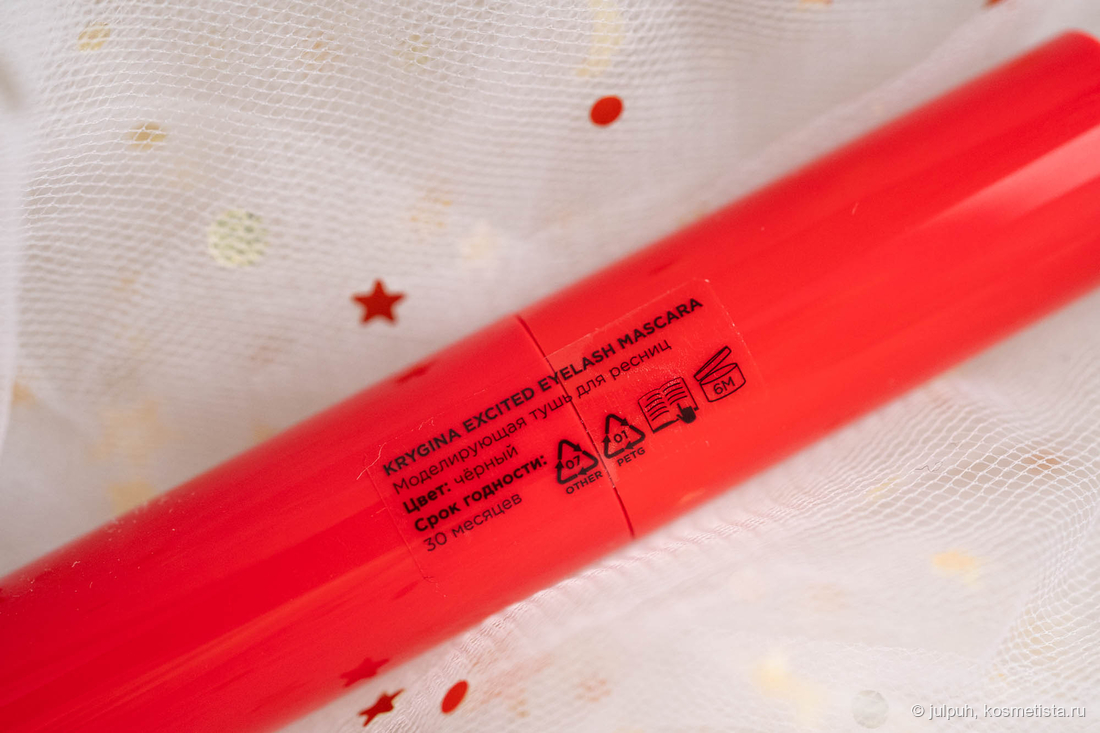 KRYGINA EXCITED EYELASH MASCARA
Моделирующая тушь для ресниц
Цвет: чёрный
Срок годности:
30 месяцев
07
OTHER
01
PETG
6M
© julpuh, kosmetista.ru